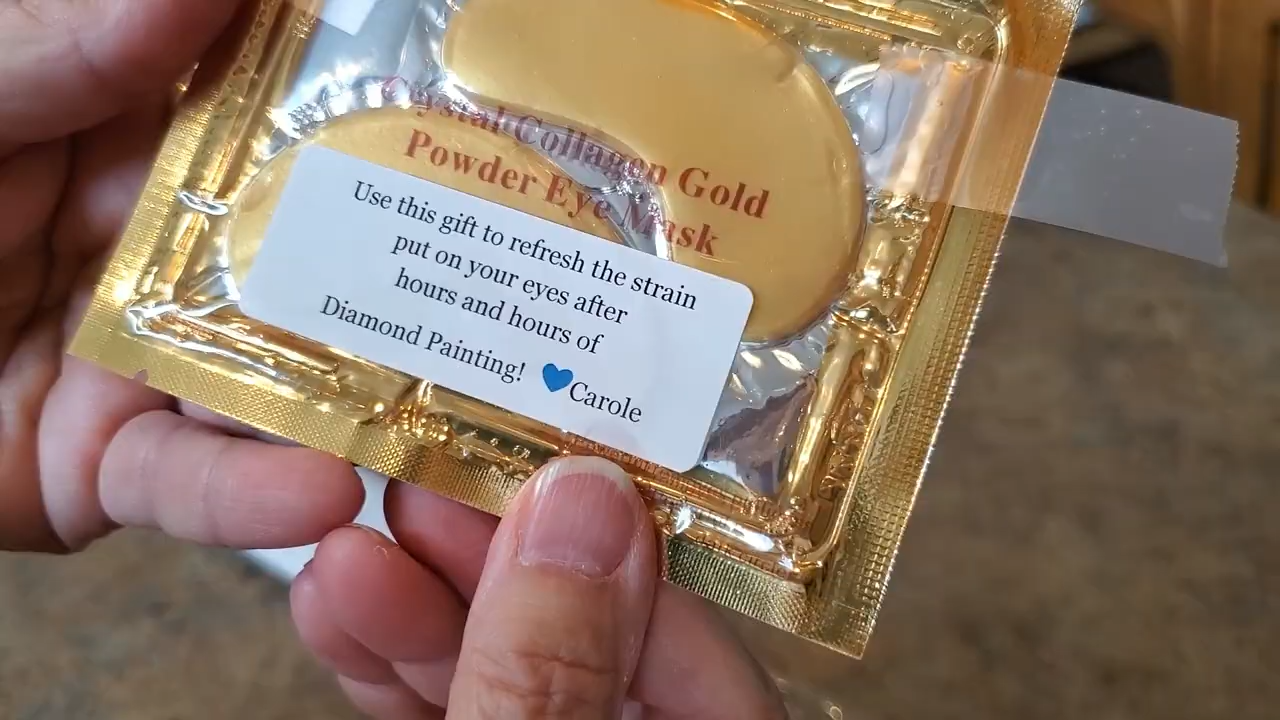 Crystal Collagen Gold
Powder Eye Mask
Use this gift to refresh the strain
put on your eyes after
hours and hours of
Diamond Painting! 💙Carole